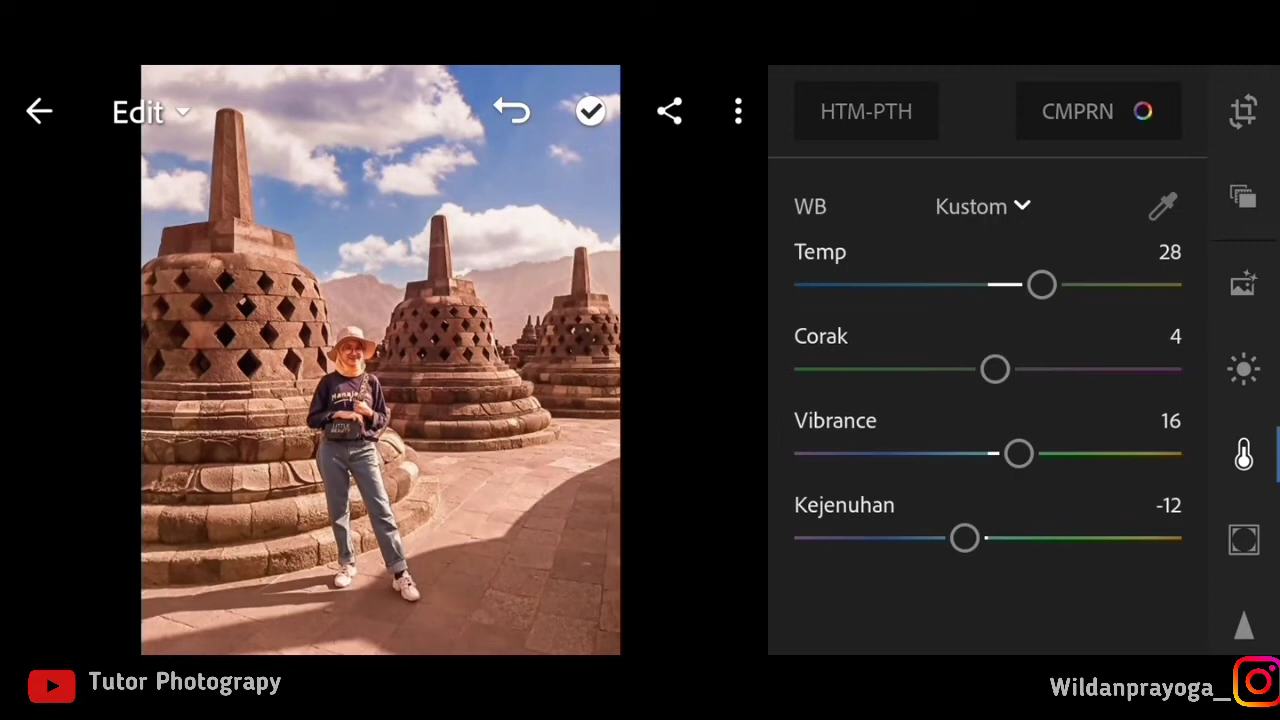 Edit
HTM-PTH
CMPRN
WB
Kustom
Temp
28
Corak
4
Vibrance
16
Kejenuhan
-12
Tutor Photograpy
Wildanprayoga_